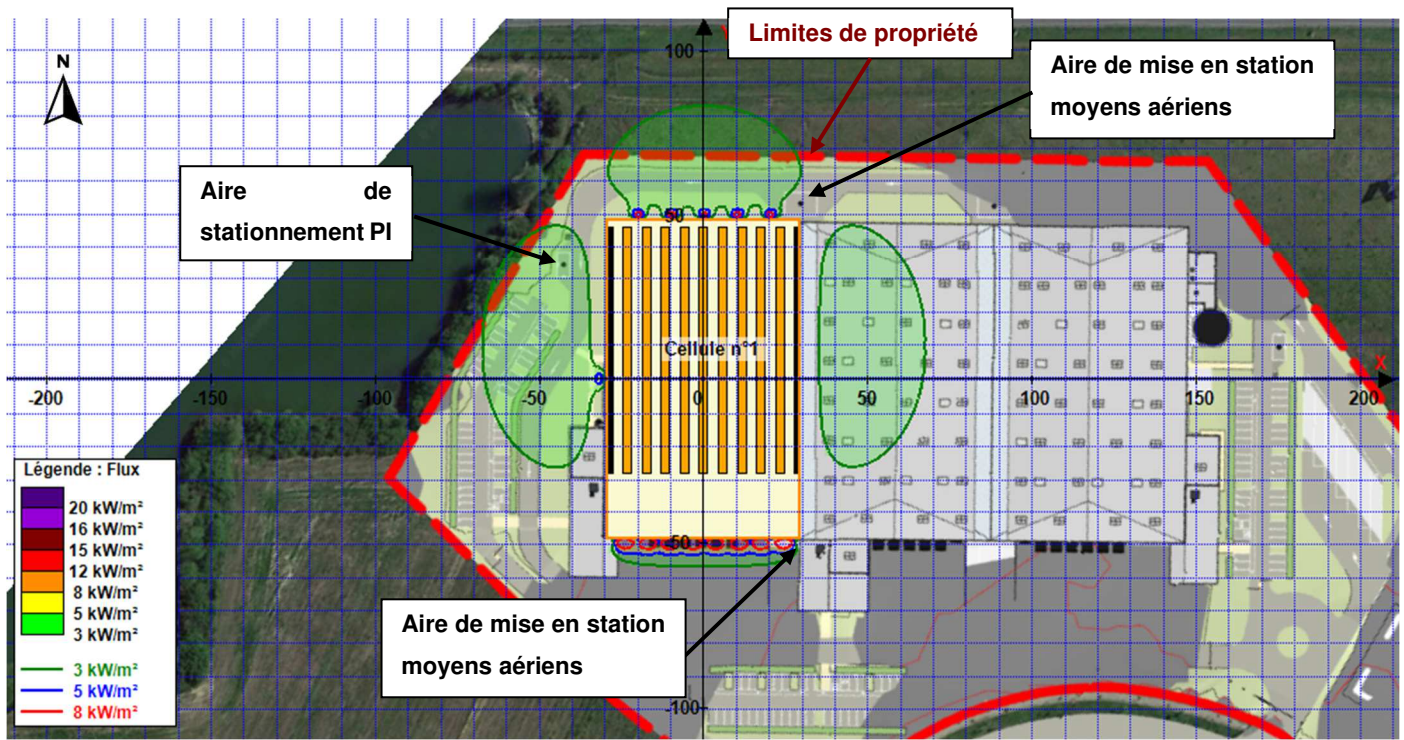 Limites de propriété
Aire de mise en station
moyens aériens
N
100
Aire de
stationnement PI
50
Cellule n°1
0
X
-200
-100
-50
0
50
100
150
200
-50
-100
Légende : Flux
20 kW/m²
16 kW/m²
15 kW/m²
12 kW/m²
8 kW/m²
5 kW/m²
3 kW/m²
3 kW/m²
5 kW/m²
8 kW/m²
Aire de mise en station
moyens aériens